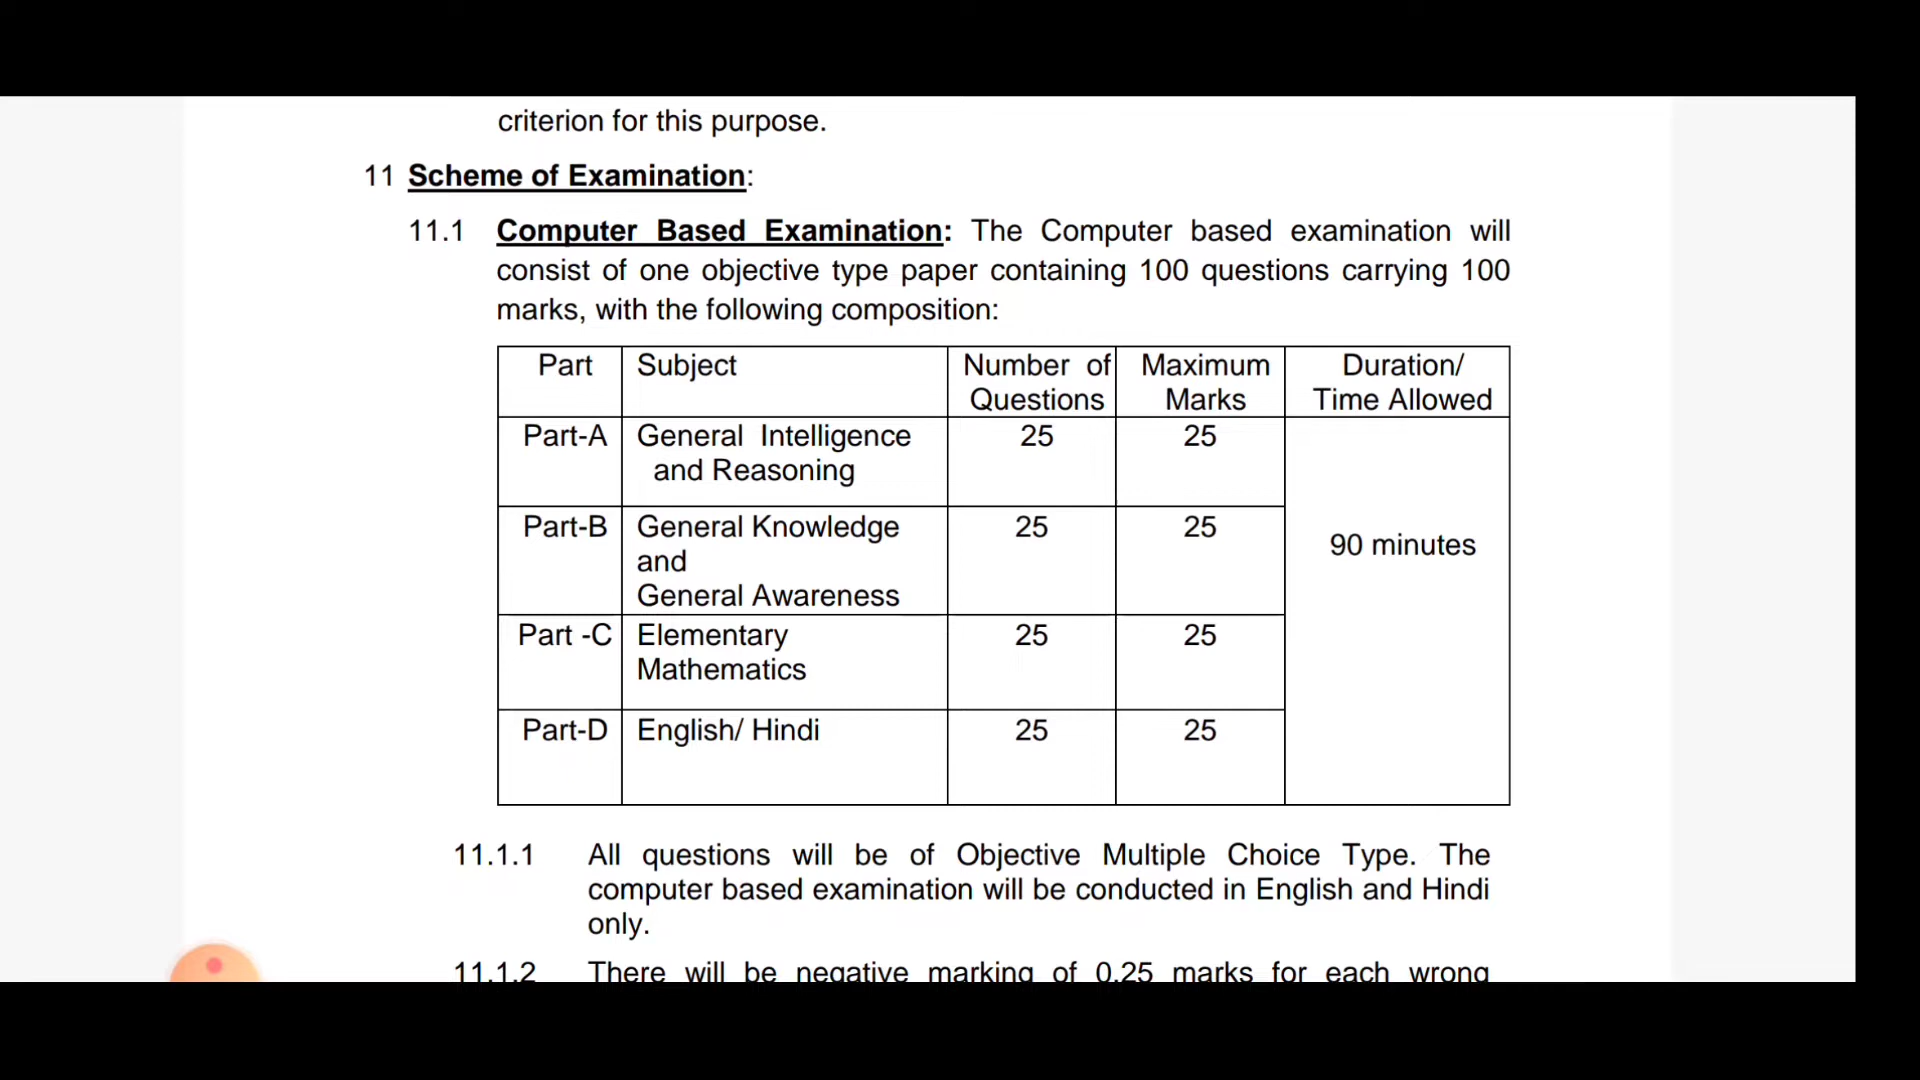 criterion for this purpose.
11 Scheme of Examination:
11.1 Computer Based Examination: The Computer based examination will
consist of one objective type paper containing 100 questions carrying 100
marks, with the following composition:
Part Subject Number of Maximum Duration/
Questions Marks Time Allowed
Part-A General Intelligence 25 25
and Reasoning
Part-B General Knowledge 25 25
and
General Awareness
90 minutes
Part -C Elementary 25 25
Mathematics
Part-D English/ Hindi 25 25
11.1.1 All questions will be of Objective Multiple Choice Type. The
computer based examination will be conducted in English and Hindi
only.
11.1.2 There will be negative marking of 0.25 marks for each wrong